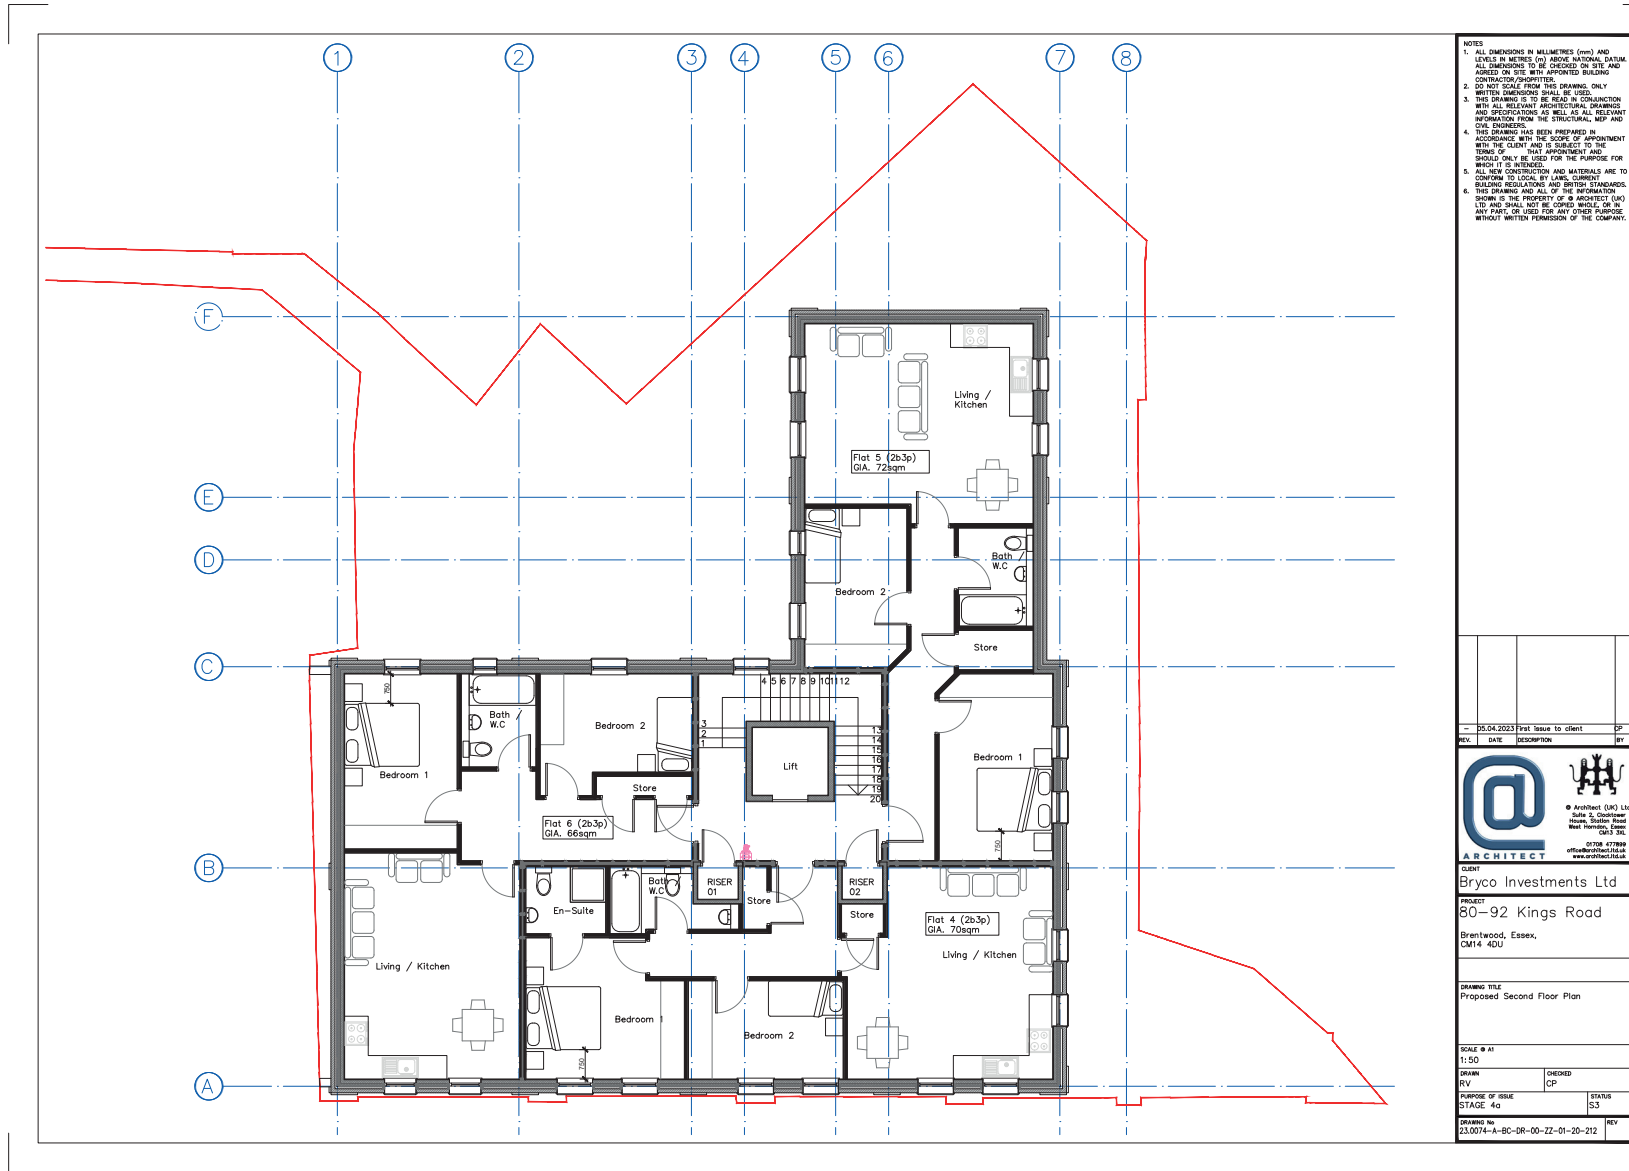 1
2
3
4
5
6
7
8
F
E
D
C
B
A
Living /
Kitchen
Flat 5 (2b3p)
GIA. 72sqm
Bath /
W.C
Bedroom 2
Store
750
Bath /
W.C
Bedroom 2
Bedroom 1
Store
4 5 6 7 8 9 10 11 12
3
2
1
Lift
13
14
15
16
17
18
19
20
Bedroom 1
750
Flat 6 (2b3p)
GIA. 66sqm
RISER
01
RISER
02
Bath /
W.C
En-Suite
Store
Store
Flat 4 (2b3p)
GIA. 70sqm
Living / Kitchen
Living / Kitchen
Bedroom 1
Bedroom 2
750
NOTES
1. ALL DIMENSIONS IN MILLIMETRES (mm) AND
LEVELS IN METRES (m) ABOVE NATIONAL DATUM.
ALL DIMENSIONS TO BE CHECKED ON SITE AND
AGREED ON SITE WITH APPOINTED BUILDING
CONTRACTOR/SHOPFITTER.
2. DO NOT SCALE FROM THIS DRAWING. ONLY
WRITTEN DIMENSIONS SHALL BE USED.
3. THIS DRAWING IS TO BE READ IN CONJUNCTION
WITH ALL RELEVANT ARCHITECTURAL DRAWINGS
AND SPECIFICATIONS AS WELL AS ALL RELEVANT
INFORMATION FROM THE STRUCTURAL, MEP AND
CIVIL ENGINEERS.
4. THIS DRAWING HAS BEEN PREPARED IN
ACCORDANCE WITH THE SCOPE OF APPOINTMENT
WITH THE CLIENT AND IS SUBJECT TO THE
TERMS OF THAT APPOINTMENT AND
SHOULD ONLY BE USED FOR THE PURPOSE FOR
WHICH IT IS INTENDED.
5. ALL NEW CONSTRUCTION AND MATERIALS ARE TO
CONFORM TO LOCAL BY LAWS, CURRENT
BUILDING REGULATIONS AND BRITISH STANDARDS.
6. THIS DRAWING AND ALL OF THE INFORMATION
SHOWN IS THE PROPERTY OF @ ARCHITECT (UK)
LTD AND SHALL NOT BE COPIED WHOLE, OR IN
ANY PART, OR USED FOR ANY OTHER PURPOSE
WITHOUT WRITTEN PERMISSION OF THE COMPANY.
- 05.04.2023 First issue to client CP
REV. DATE DESCRIPTION BY
@
ARCHITECT
@ Architect (UK) Ltd
Suite 2, Clocktower
House, Station Road
West Horndon, Essex
CM13 3XL
01708 477899
office@architect.ltd.uk
www.architect.ltd.uk
CLIENT
Bryco Investments Ltd
PROJECT
80-92 Kings Road
Brentwood, Essex,
CM14 4DU
DRAWING TITLE
Proposed Second Floor Plan
SCALE @ A1
1:50
DRAWN
RV
CHECKED
CP
PURPOSE OF ISSUE
STAGE 4a
STATUS
S3
DRAWING No
23.0074-A-BC-DR-00-ZZ-01-20-212
REV